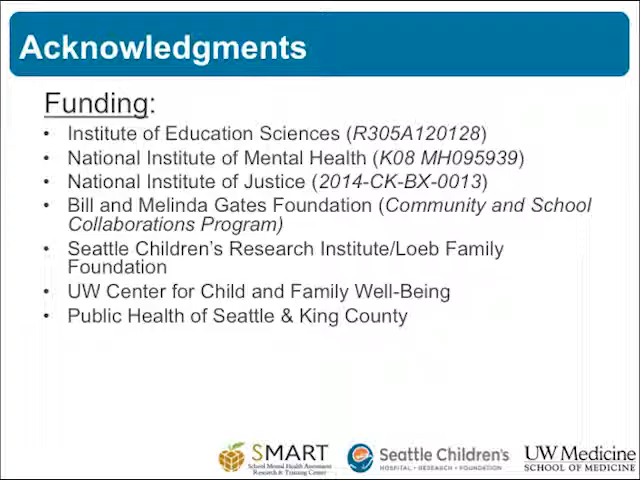 Acknowledgments
Funding:
• Institute of Education Sciences (R305A120128)
• National Institute of Mental Health (K08 MH095939)
• National Institute of Justice (2014-CK-BX-0013)
• Bill and Melinda Gates Foundation (Community and School
Collaborations Program)
• Seattle Children's Research Institute/Loeb Family
Foundation
• UW Center for Child and Family Well-Being
• Public Health of Seattle & King County
SMART
School Mental Health Assessment
Research & Training Center
Seattle Children's
HOSPITAL • RESEARCH • FOUNDATION
UW Medicine
SCHOOL OF MEDICINE